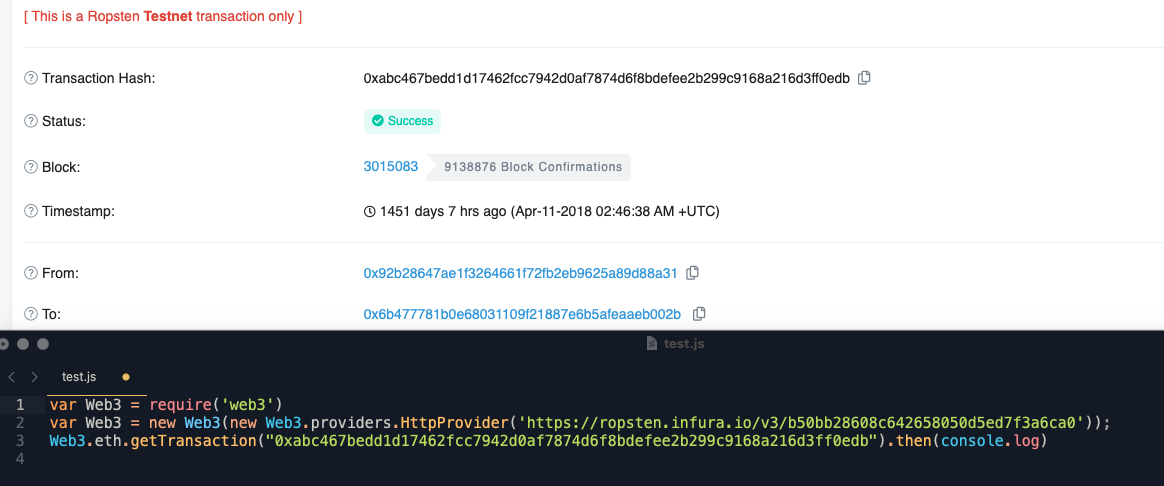 [ This is a Ropsten Testnet transaction only ]
Transaction Hash: 0xabc467bedd1d17462fcc7942d0af7874d6f8bdefee2b299c9168a216d3ff0edb
Status: Success
Block: 3015083 9138876 Block Confirmations
Timestamp: 1451 days 7 hrs ago (Apr-11-2018 02:46:38 AM +UTC)
From: 0x92b28647ae1f3264661f72fb2eb9625a89d88a31
To: 0x6b477781b0e68031109f21887e6b5afeaaeb002b
test.js
test.js
1 var Web3 = require('web3')
2 var Web3 = new Web3(new Web3.providers.HttpProvider('https://ropsten.infura.io/v3/b50bb28608c642658050d5ed7f3a6ca0'));
3 Web3.eth.getTransaction("0xabc467bedd1d17462fcc7942d0af7874d6f8bdefee2b299c9168a216d3ff0edb").then(console.log)
4